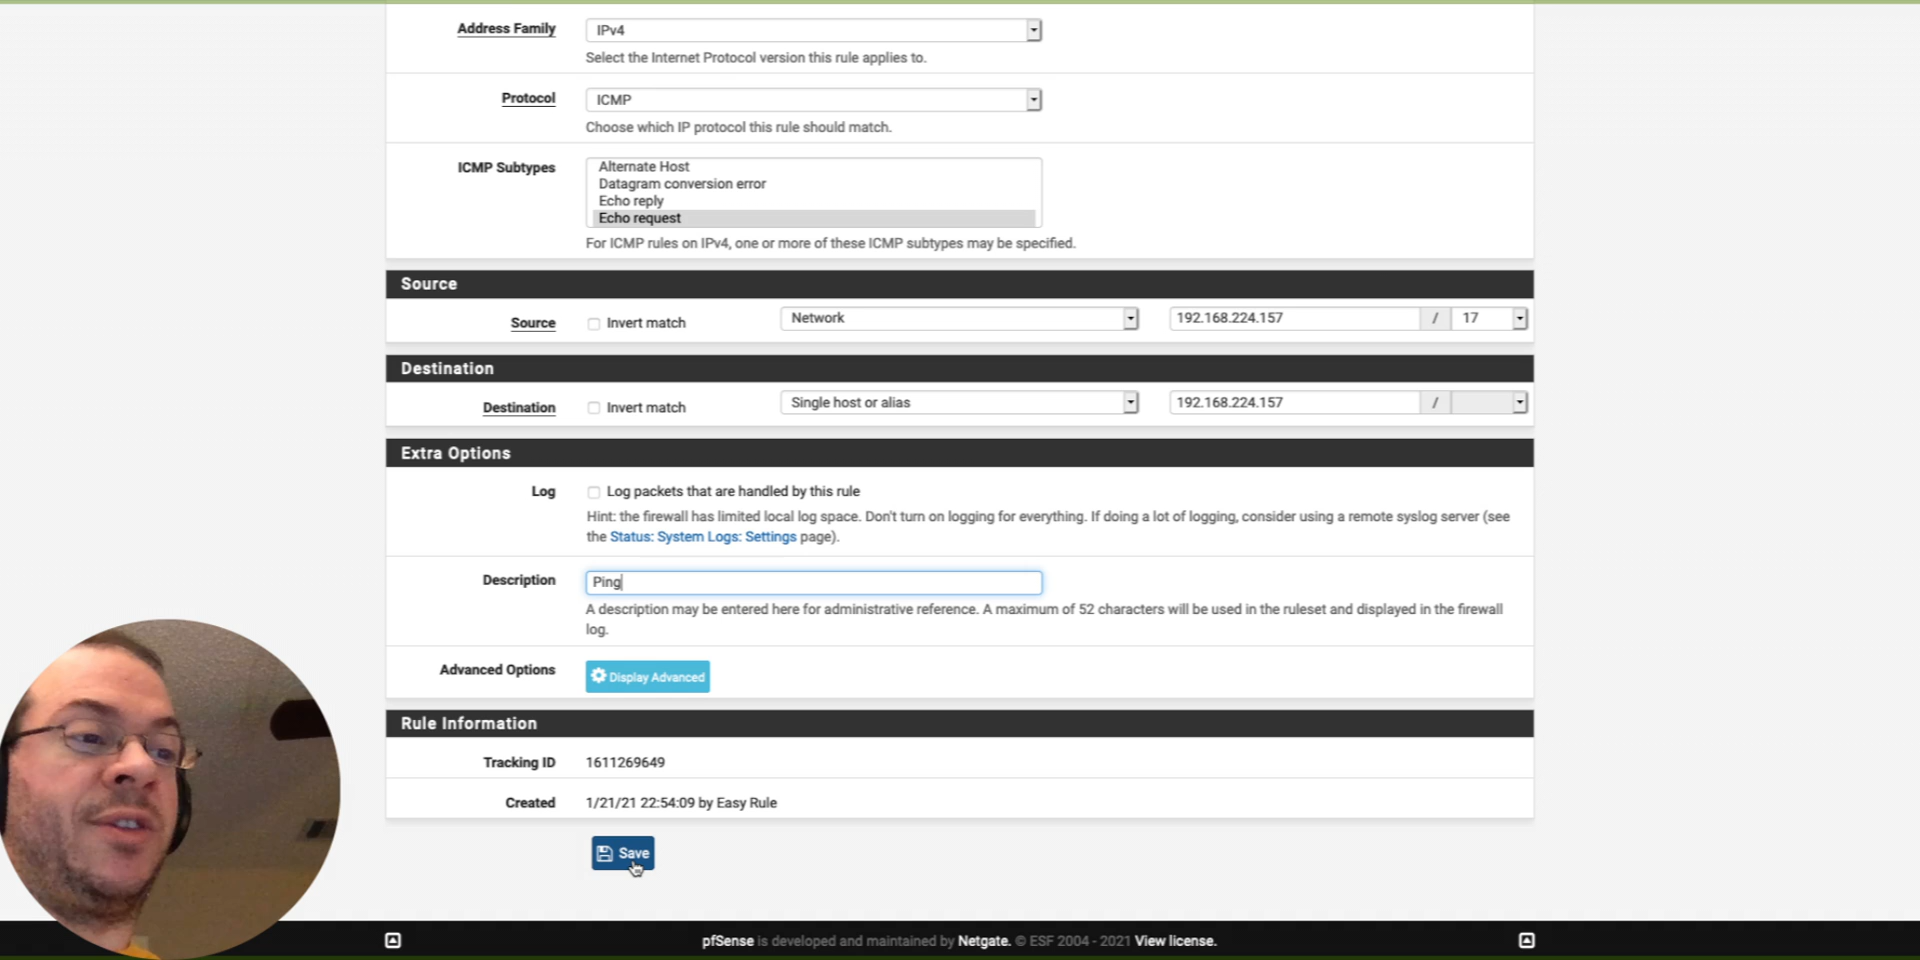 Address Family
IPv4
Select the Internet Protocol version this rule applies to.
Protocol
ICMP
Choose which IP protocol this rule should match.
ICMP Subtypes
Alternate Host
Datagram conversion error
Echo reply
Echo request
For ICMP rules on IPv4, one or more of these ICMP subtypes may be specified.
Source
Source Invert match Network 192.168.224.157 / 17
Destination
Destination Invert match Single host or alias 192.168.224.157 /
Extra Options
Log Log packets that are handled by this rule
Hint: the firewall has limited local log space. Don't turn on logging for everything. If doing a lot of logging, consider using a remote syslog server (see
the Status: System Logs: Settings page).
Description Ping
A description may be entered here for administrative reference. A maximum of 52 characters will be used in the ruleset and displayed in the firewall
log.
Advanced Options Display Advanced
Rule Information
Tracking ID 1611269649
Created 1/21/21 22:54:09 by Easy Rule
Save
pfSense is developed and maintained by Netgate. © ESF 2004 - 2021 View license.